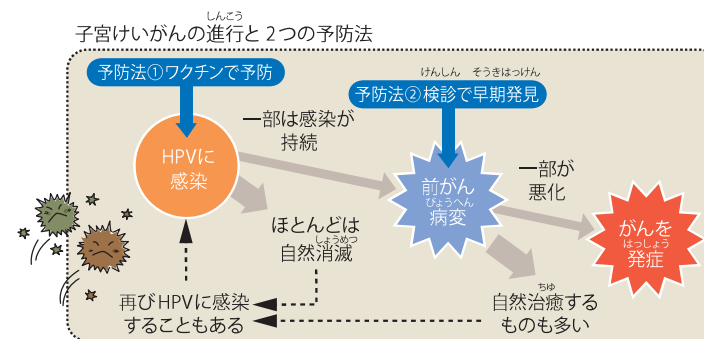 しんこう
子宮けいがんの進行と2つの予防法
予防法①ワクチンで予防
けんしん そうきはっけん
予防法②検診で早期発見
一部は感染が
持続
HPVに
感染
前がん
びょうへん
病変
一部が
悪化
がんを
はっしょう
発症
ほとんどは
しょうめつ
自然消滅
再びHPVに感染
することもある
ちゆ
自然治癒する
ものも多い